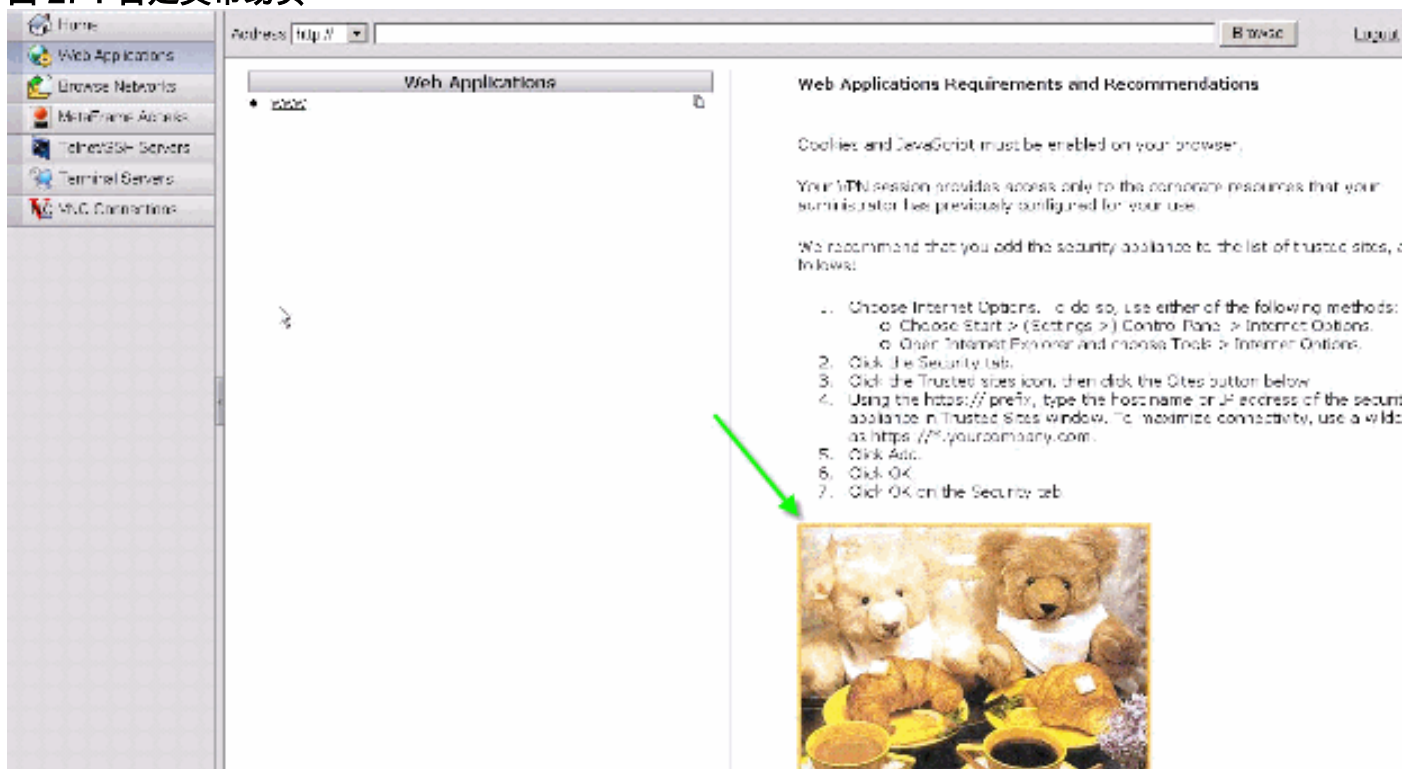 Home
Web Applications
Browse Networks
MetaFrame Access
Telnet/SSH Servers
Terminal Servers
VNC Connections
Address http://
Browse
Logout
Web Applications
Web Applications Requirements and Recommendations
Cookies and JavaScript must be enabled on your browser.
Your VPN session provides access only to the corporate resources that your
administrator has previously configured for your use.
We recommend that you add the security appliance to the list of trusted sites,
follows:
1. Choose Internet Options. To do so, use either of the following methods:
o Choose Start > (Settings >) Control Panel > Internet Options.
o Open Internet Explorer and choose Tools > Internet Options.
2. Click the Security tab.
3. Click the Trusted sites icon, then click the Sites button below
4. Using the https:// prefix, type the host name or IP address of the
appliance in Trusted Sites window. To maximize connectivity, use a
as https://*.yourcompany.com.
5. Click Add.
6. Click OK
7. Click OK on the Security tab